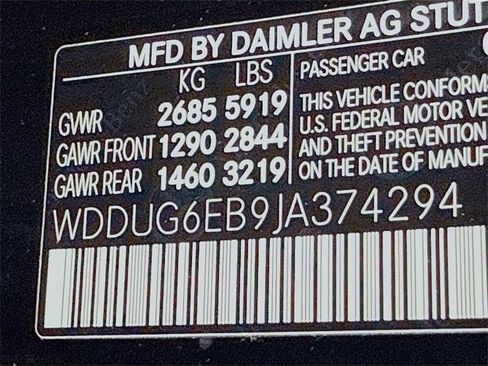 MFD BY DAIMLER AG STUT
KG LBS
GVWR 2685 5919
GAWR FRONT 1290 2844
GAWR REAR 1460 3219
PASSENGER CAR
THIS VEHICLE CONFORM
U.S. FEDERAL MOTOR VE
AND THEFT PREVENTION
ON THE DATE OF MANUF
WDDUG6EB9JA374294